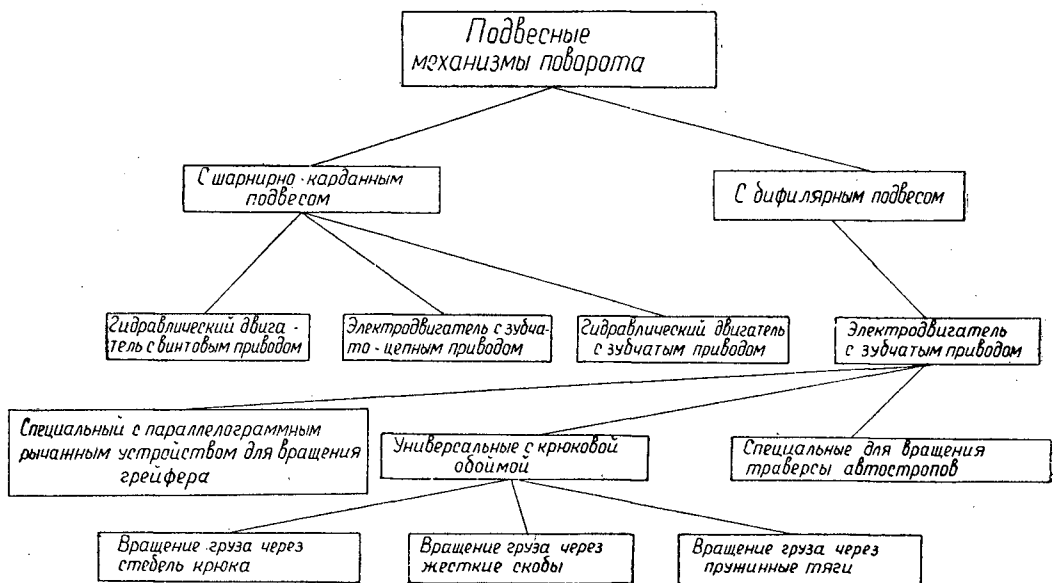 Подвесные
механизмы поворота
С шарнирно-карданным
подвесом
С бифилярным подвесом
Гидравлический двига-
тель с винтовым приводом
Электродвигатель с зубча-
то-цепным приводом
Гидравлический двигатель
с зубчатым приводом
Электродвигатель
с зубчатым приводом
Специальный с параллелограммным
рычажным устройством для вращения
грейфера
Универсальные с крюковой
обоймой
Специальные для вращения
траверсы автостропов
Вращение груза через
стебель крюка
Вращение груза через
жесткие скобы
Вращение груза через
пружинные тяги